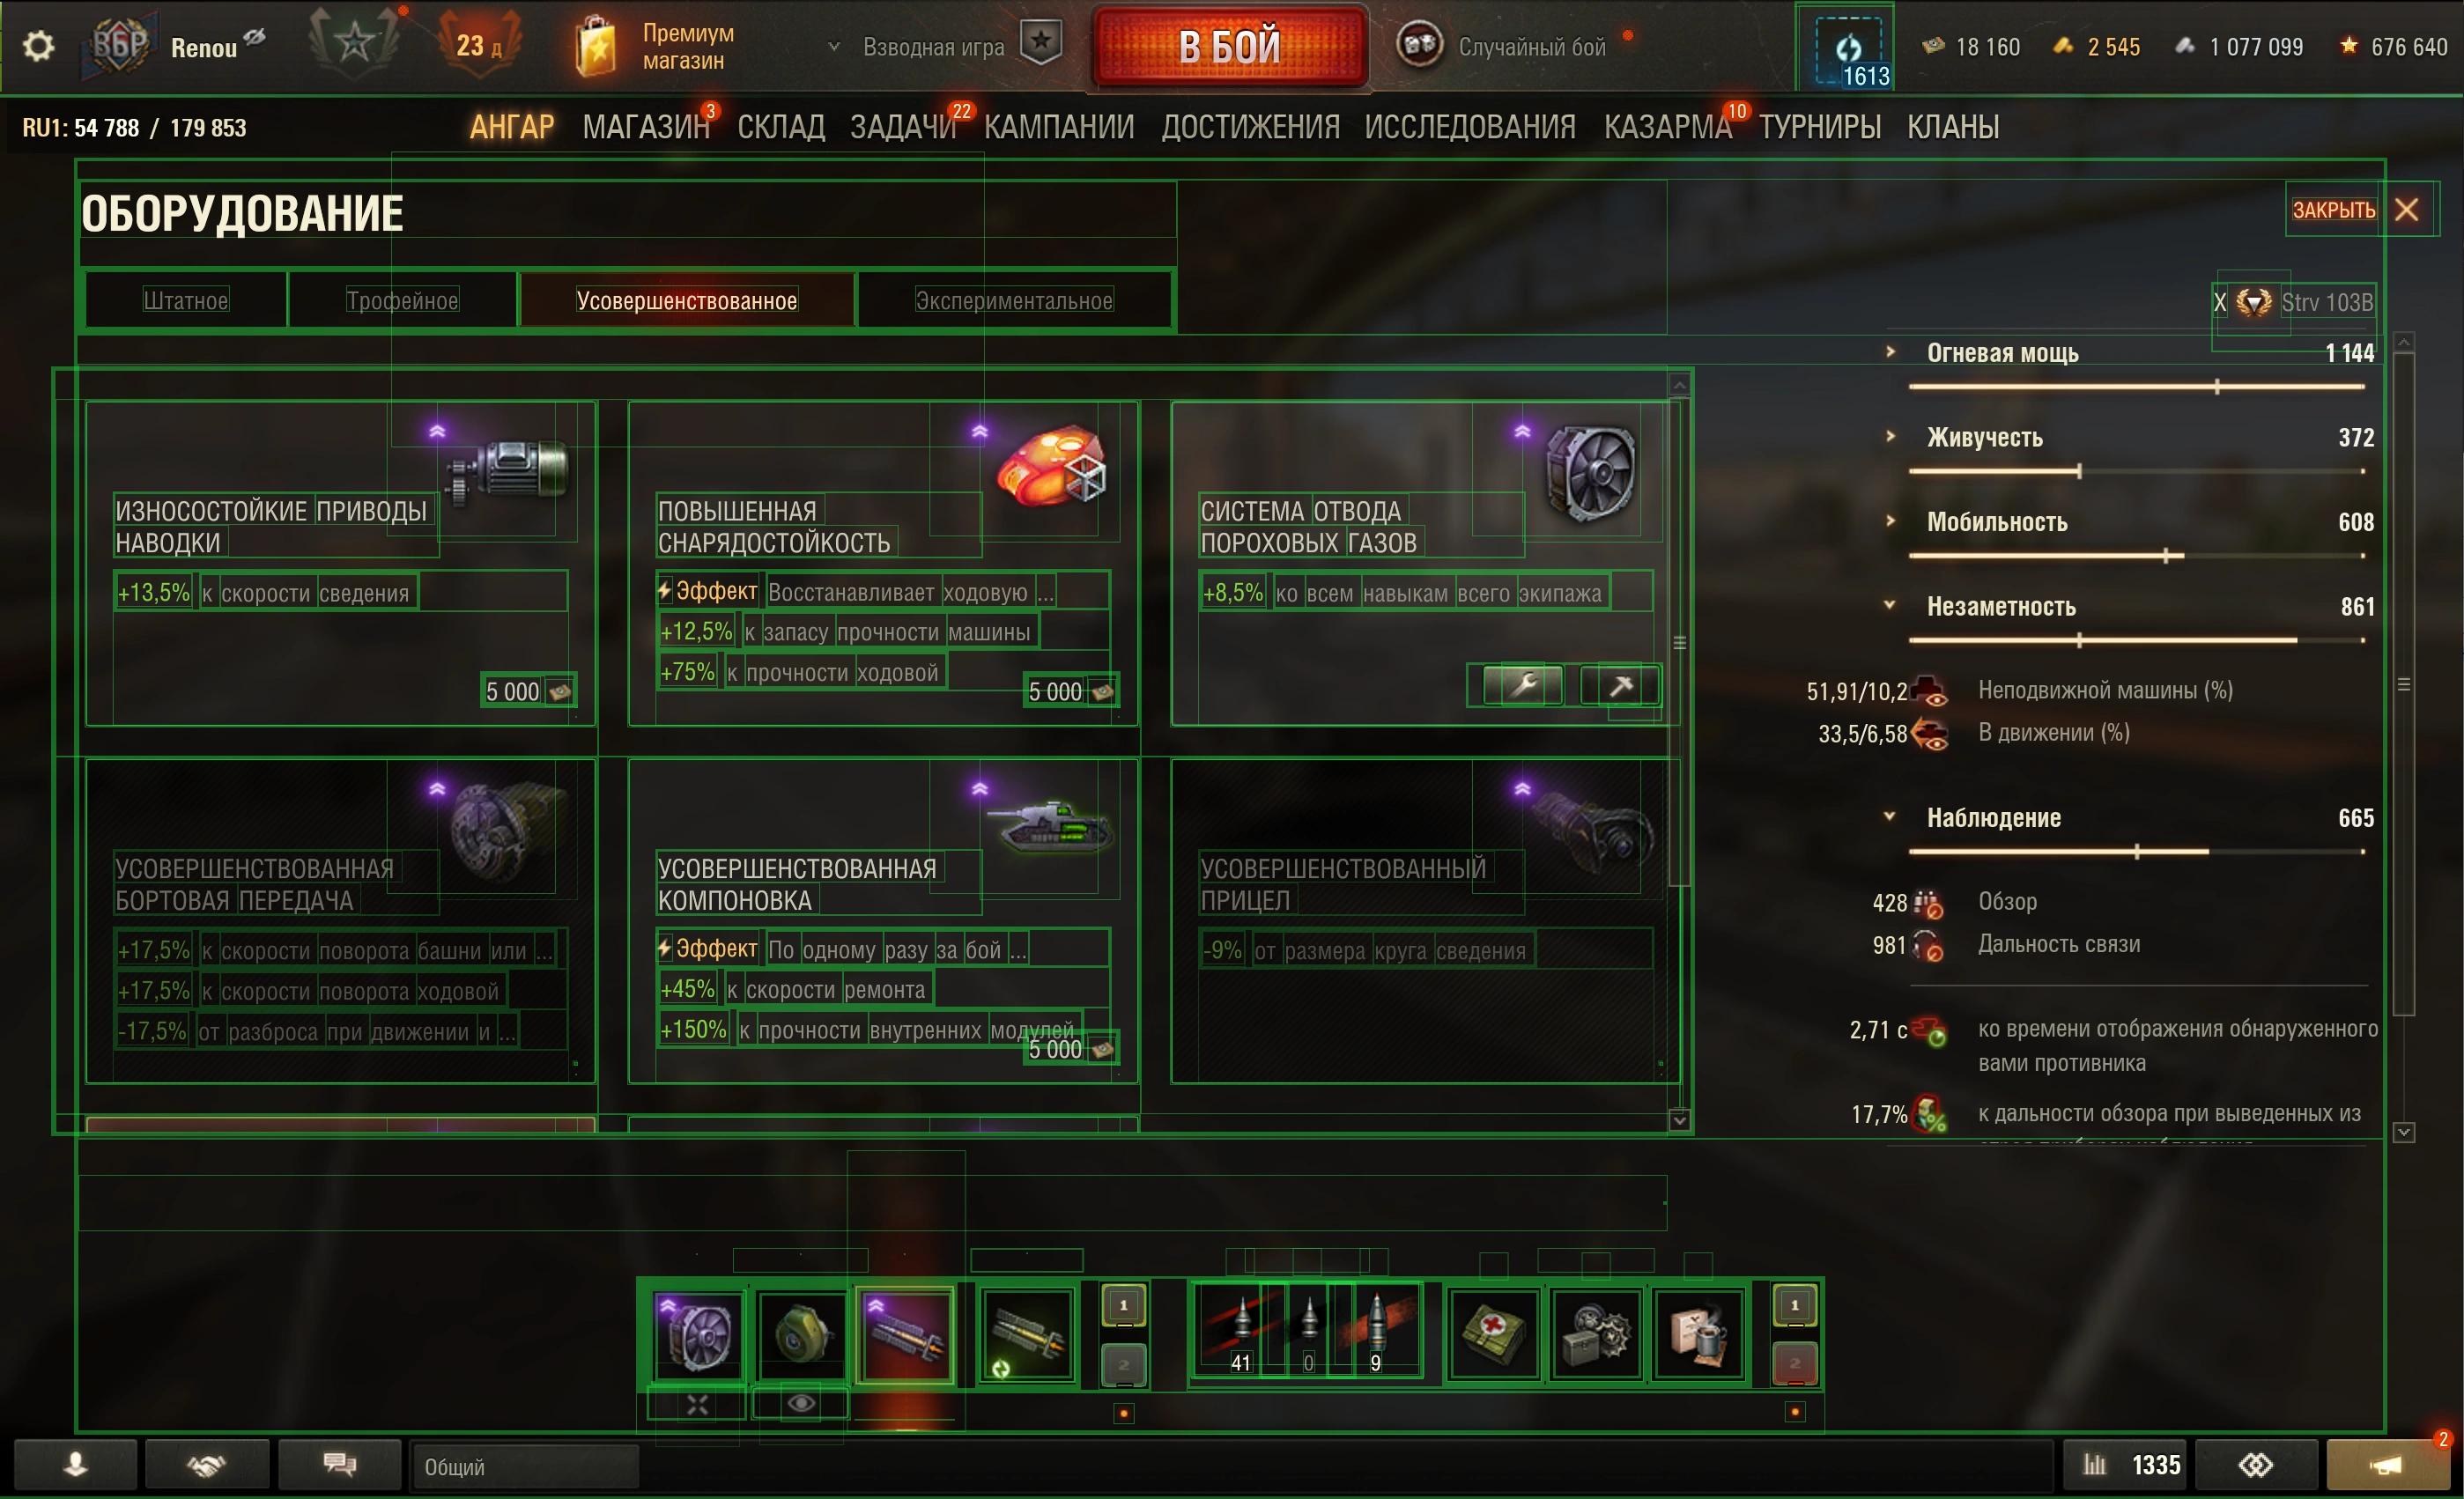 ВБР Renou
23 д
Премиум
магазин
Взводная игра
В БОЙ
Случайный бой
1613
18 160
2 545
1 077 099
676 640
RU1: 54 788 / 179 853
АНГАР
МАГАЗИН 3
СКЛАД
ЗАДАЧИ 22
КАМПАНИИ
ДОСТИЖЕНИЯ
ИССЛЕДОВАНИЯ
КАЗАРМА 10
ТУРНИРЫ
КЛАНЫ
ОБОРУДОВАНИЕ
ЗАКРЫТЬ
Штатное
Трофейное
Усовершенствованное
Экспериментальное
X Strv 103B
ИЗНОСОСТОЙКИЕ ПРИВОДЫ
НАВОДКИ
+13,5% к скорости сведения
5 000
ПОВЫШЕННАЯ
СНАРЯДОСТОЙКОСТЬ
Эффект Восстанавливает ходовую ...
+12,5% к запасу прочности машины
+75% к прочности ходовой
5 000
СИСТЕМА ОТВОДА
ПОРОХОВЫХ ГАЗОВ
+8,5% ко всем навыкам всего экипажа
УСОВЕРШЕНСТВОВАННАЯ
БОРТОВАЯ ПЕРЕДАЧА
+17,5% к скорости поворота башни или ...
+17,5% к скорости поворота ходовой
-17,5% от разброса при движении и ...
УСОВЕРШЕНСТВОВАННАЯ
КОМПОНОВКА
Эффект По одному разу за бой ...
+45% к скорости ремонта
+150% к прочности внутренних модулей
5 000
УСОВЕРШЕНСТВОВАННЫЙ
ПРИЦЕЛ
-9% от размера круга сведения
Огневая мощь 1 144
Живучесть 372
Мобильность 608
Незаметность 861
51,91/10,2 Неподвижной машины (%)
33,5/6,58 В движении (%)
Наблюдение 665
428 Обзор
981 Дальность связи
2,71 с ко времени отображения обнаруженного
вами противника
17,7% к дальности обзора при выведенных из
1
2
41
0
9
1
2
Общий
1335
2